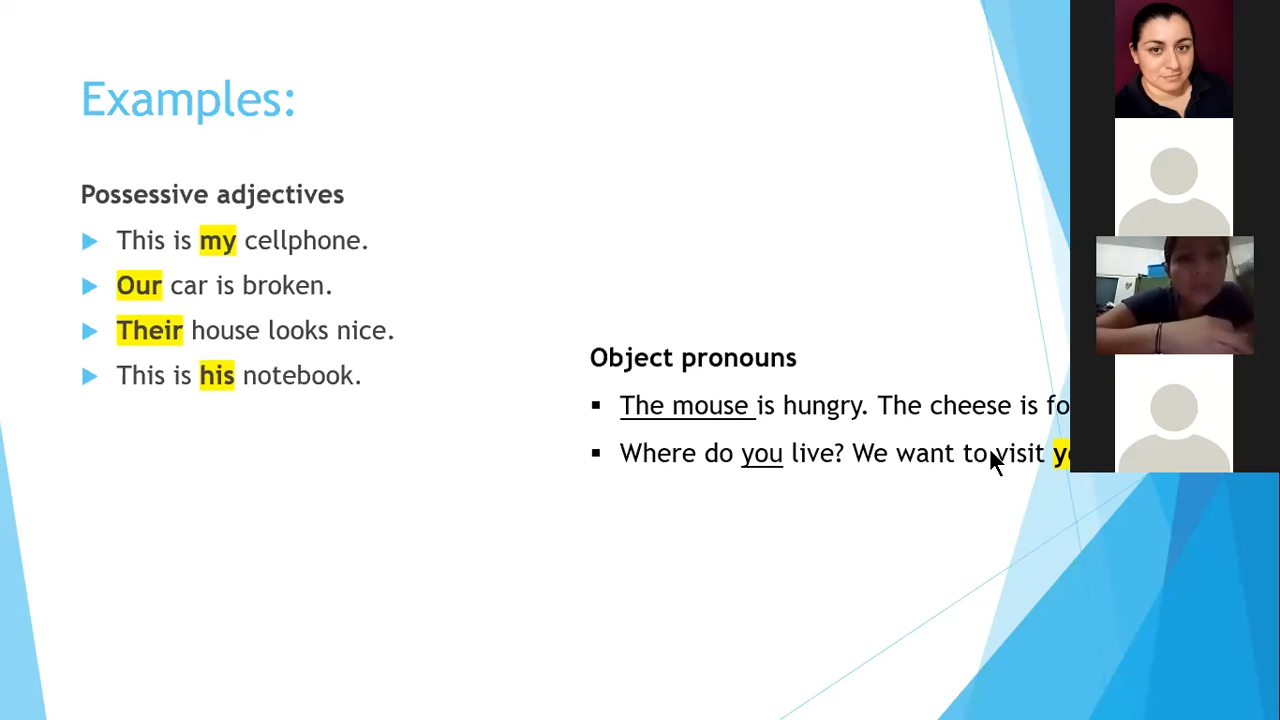 Examples:
Possessive adjectives
This is my cellphone.
Our car is broken.
Their house looks nice.
This is his notebook.
Object pronouns
The mouse is hungry. The cheese is
Where do you live? We want to visit